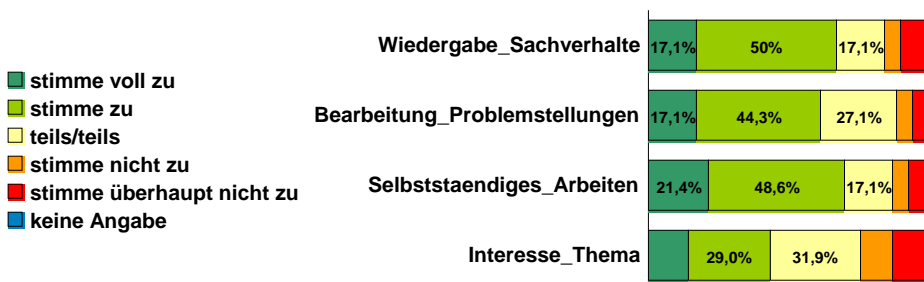 Wiedergabe_Sachverhalte 17,1% 50% 17,1%
stimme voll zu
stimme zu
teils/teils
stimme nicht zu
stimme überhaupt nicht zu
keine Angabe
Bearbeitung_Problemstellungen 17,1% 44,3% 27,1%
Selbststaendiges_Arbeiten 21,4% 48,6% 17,1%
Interesse_Thema 29,0% 31,9%